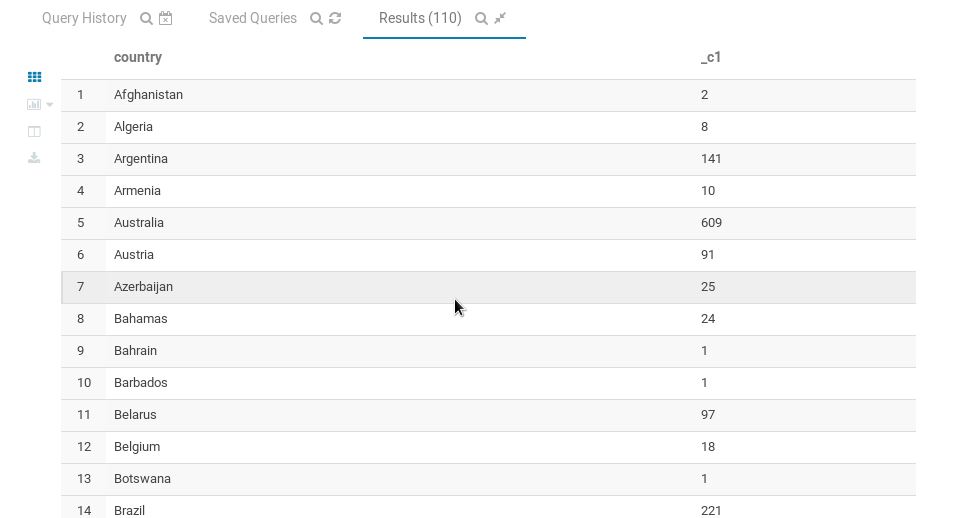 Query History Saved Queries Results (110)
country _c1
1 Afghanistan 2
2 Algeria 8
3 Argentina 141
4 Armenia 10
5 Australia 609
6 Austria 91
7 Azerbaijan 25
8 Bahamas 24
9 Bahrain 1
10 Barbados 1
11 Belarus 97
12 Belgium 18
13 Botswana 1
14 Brazil 221